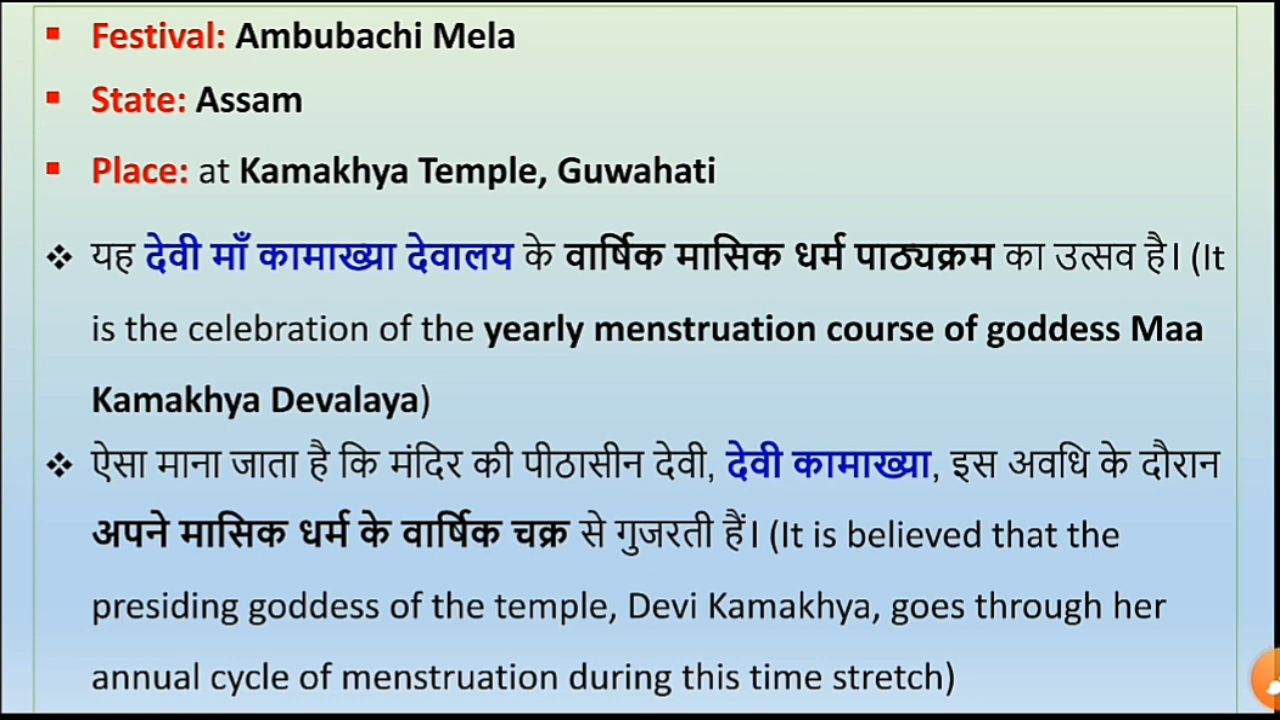 ▪ Festival: Ambubachi Mela
▪ State: Assam
▪ Place: at Kamakhya Temple, Guwahati
❖ यह देवी माँ कामाख्या देवालय के वार्षिक मासिक धर्म पाठ्यक्रम का उत्सव है। (It
is the celebration of the yearly menstruation course of goddess Maa
Kamakhya Devalaya)
❖ ऐसा माना जाता है कि मंदिर की पीठासीन देवी, देवी कामाख्या, इस अवधि के दौरान
अपने मासिक धर्म के वार्षिक चक्र से गुजरती हैं। (It is believed that the
presiding goddess of the temple, Devi Kamakhya, goes through her
annual cycle of menstruation during this time stretch)